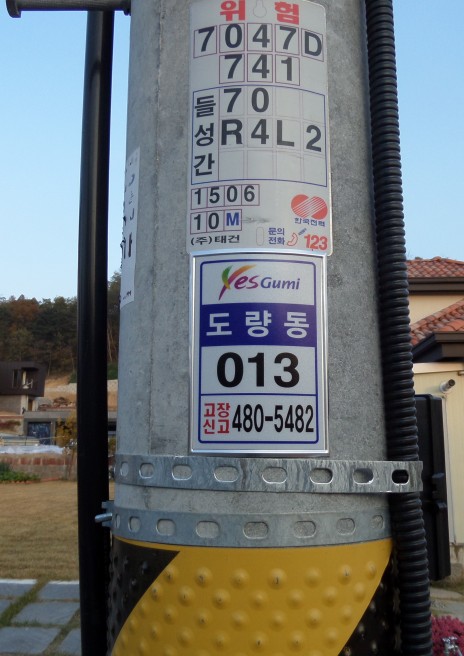 위험
7047D
741
들 70
성 R4L2
간
1506
10M
(주)태건
한국전력
문의
전화 123
Yes Gumi
도량동
013
고장
신고 480-5482